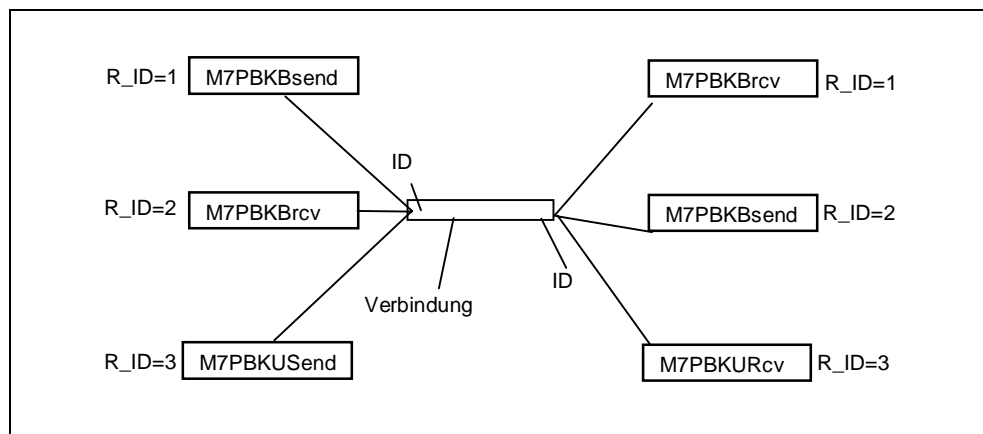 R_ID=1 M7PBKBsend M7PBKBrcv R_ID=1
ID
R_ID=2 M7PBKBrcv M7PBKBsend R_ID=2
ID
Verbindung
R_ID=3 M7PBKUSend M7PBKURcv R_ID=3